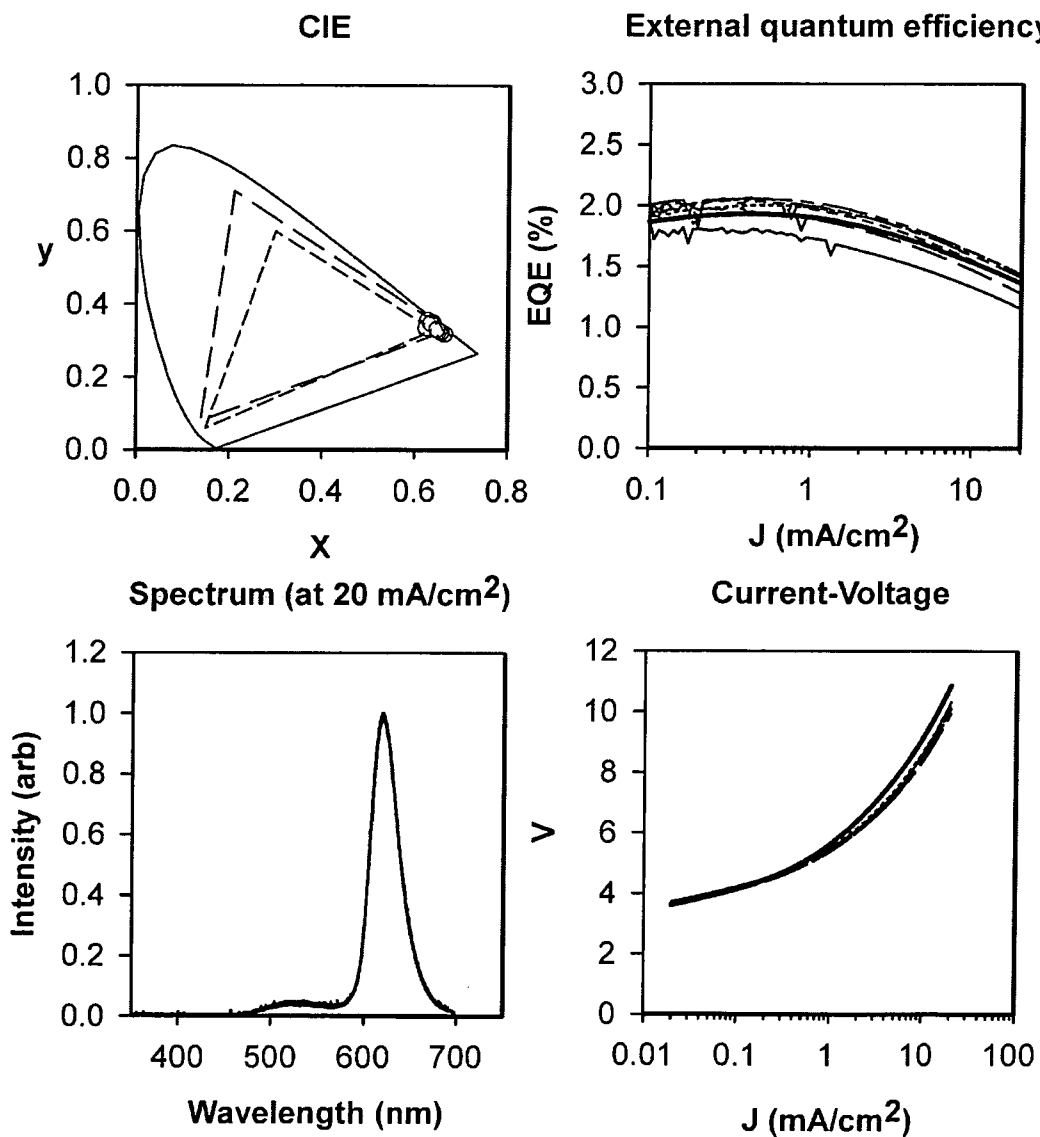 CIE
1.0
0.8
0.6
0.4
0.2
0.0
y
0.0 0.2 0.4 0.6 0.8
X
External quantum efficiency
3.0
2.5
2.0
1.5
1.0
0.5
0.0
EQE (%)
0.1 1 10
J (mA/cm2)
Spectrum (at 20 mA/cm2)
1.2
1.0
0.8
0.6
0.4
0.2
0.0
Intensity (arb)
400 500 600 700
Wavelength (nm)
Current-Voltage
12
10
8
6
4
2
0
V
0.01 0.1 1 10 100
J (mA/cm2)